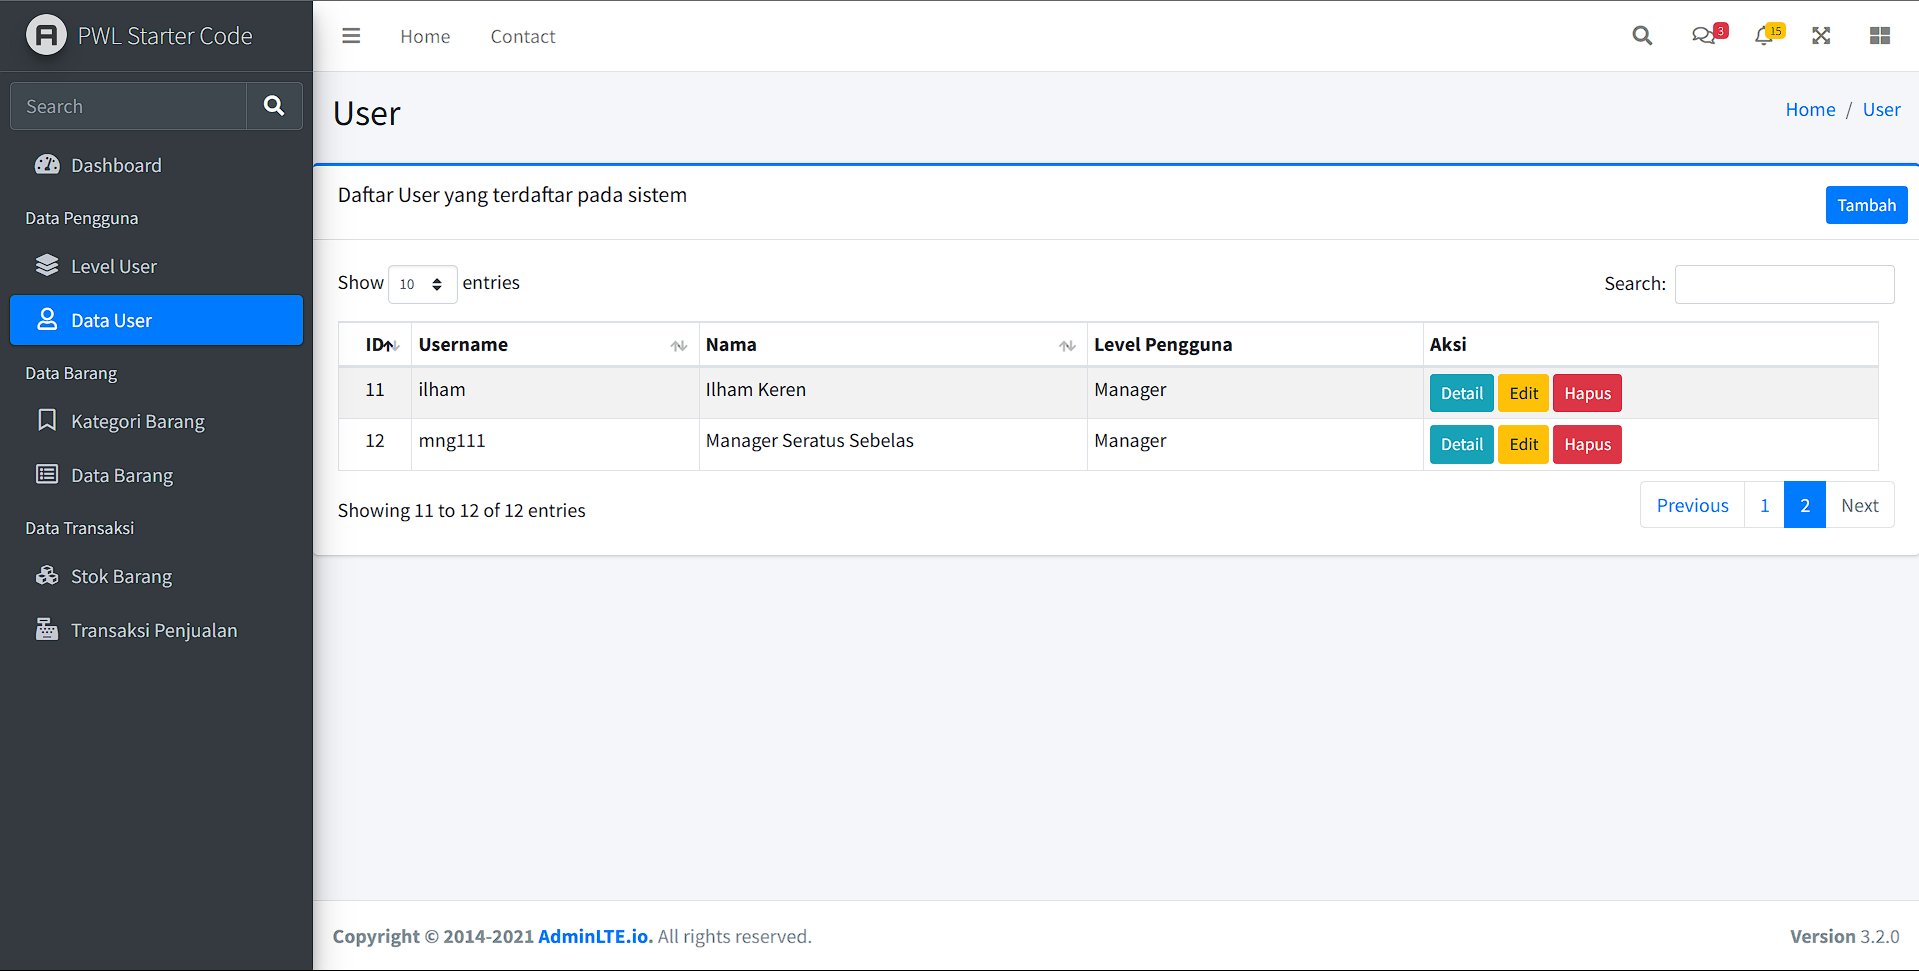 PWL Starter Code
Home Contact 3 15
Search
User
Home / User
Dashboard
Data Pengguna
Level User
Data User
Data Barang
Kategori Barang
Data Barang
Data Transaksi
Stok Barang
Transaksi Penjualan
Daftar User yang terdaftar pada sistem
Tambah
Show 10 entries
Search:
ID Username Nama Level Pengguna Aksi
11 ilham Ilham Keren Manager Detail Edit Hapus
12 mng111 Manager Seratus Sebelas Manager Detail Edit Hapus
Showing 11 to 12 of 12 entries
Previous 1 2 Next
Copyright © 2014-2021 AdminLTE.io. All rights reserved.
Version 3.2.0